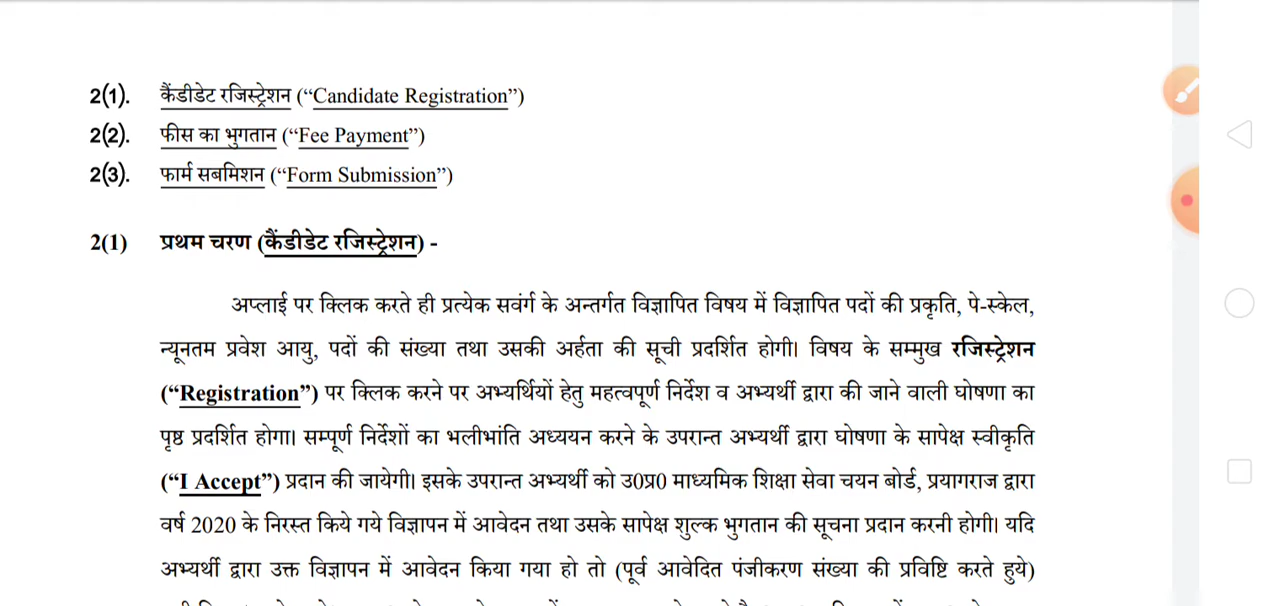 2(1). कैंडीडेट रजिस्ट्रेशन (“Candidate Registration”)
2(2). फीस का भुगतान (“Fee Payment”)
2(3). फार्म सबमिशन (“Form Submission”)
2(1) प्रथम चरण (कैंडीडेट रजिस्ट्रेशन) -
अप्लाई पर क्लिक करते ही प्रत्येक सवंर्ग के अन्तर्गत विज्ञापित विषय में विज्ञापित पदों की प्रकृति, पे-स्केल,
न्यूनतम प्रवेश आयु, पदों की संख्या तथा उसकी अर्हता की सूची प्रदर्शित होगी। विषय के सम्मुख रजिस्ट्रेशन
(“Registration”) पर क्लिक करने पर अभ्यर्थियों हेतु महत्वपूर्ण निर्देश व अभ्यर्थी द्वारा की जाने वाली घोषणा का
पृष्ठ प्रदर्शित होगा। सम्पूर्ण निर्देशों का भलीभांति अध्ययन करने के उपरान्त अभ्यर्थी द्वारा घोषणा के सापेक्ष स्वीकृति
(“I Accept”) प्रदान की जायेगी। इसके उपरान्त अभ्यर्थी को उ0प्र0 माध्यमिक शिक्षा सेवा चयन बोर्ड, प्रयागराज द्वारा
वर्ष 2020 के निरस्त किये गये विज्ञापन में आवेदन तथा उसके सापेक्ष शुल्क भुगतान की सूचना प्रदान करनी होगी। यदि
अभ्यर्थी द्वारा उक्त विज्ञापन में आवेदन किया गया हो तो (पूर्व आवेदित पंजीकरण संख्या की प्रविष्टि करते हुये)